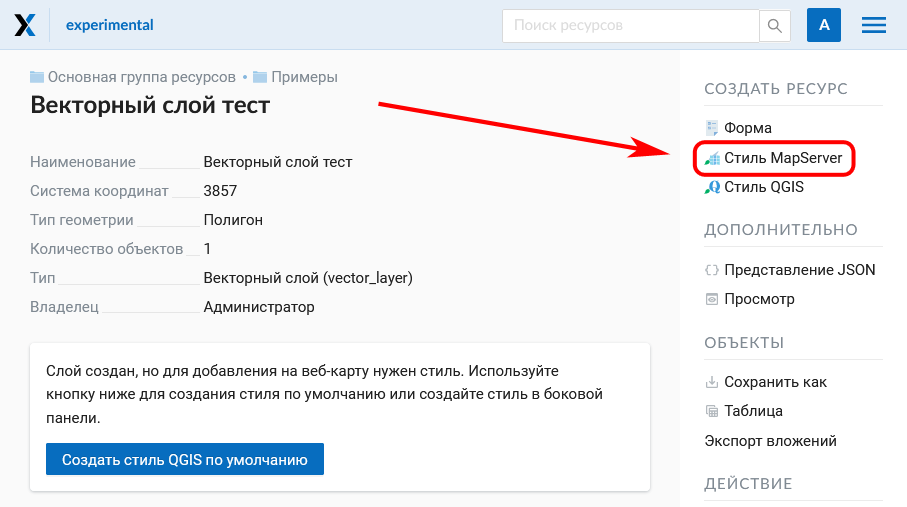 experimental
Поиск ресурсов
A
Основная группа ресурсов • Примеры
Векторный слой тест
Наименование Векторный слой тест
Система координат 3857
Тип геометрии Полигон
Количество объектов 1
Тип Векторный слой (vector_layer)
Владелец Администратор
Слой создан, но для добавления на веб-карту нужен стиль. Используйте
кнопку ниже для создания стиля по умолчанию или создайте стиль в боковой
панели.
Создать стиль QGIS по умолчанию
СОЗДАТЬ РЕСУРС
Форма
Стиль MapServer
Стиль QGIS
ДОПОЛНИТЕЛЬНО
Представление JSON
Просмотр
ОБЪЕКТЫ
Сохранить как
Таблица
Экспорт вложений
ДЕЙСТВИЕ